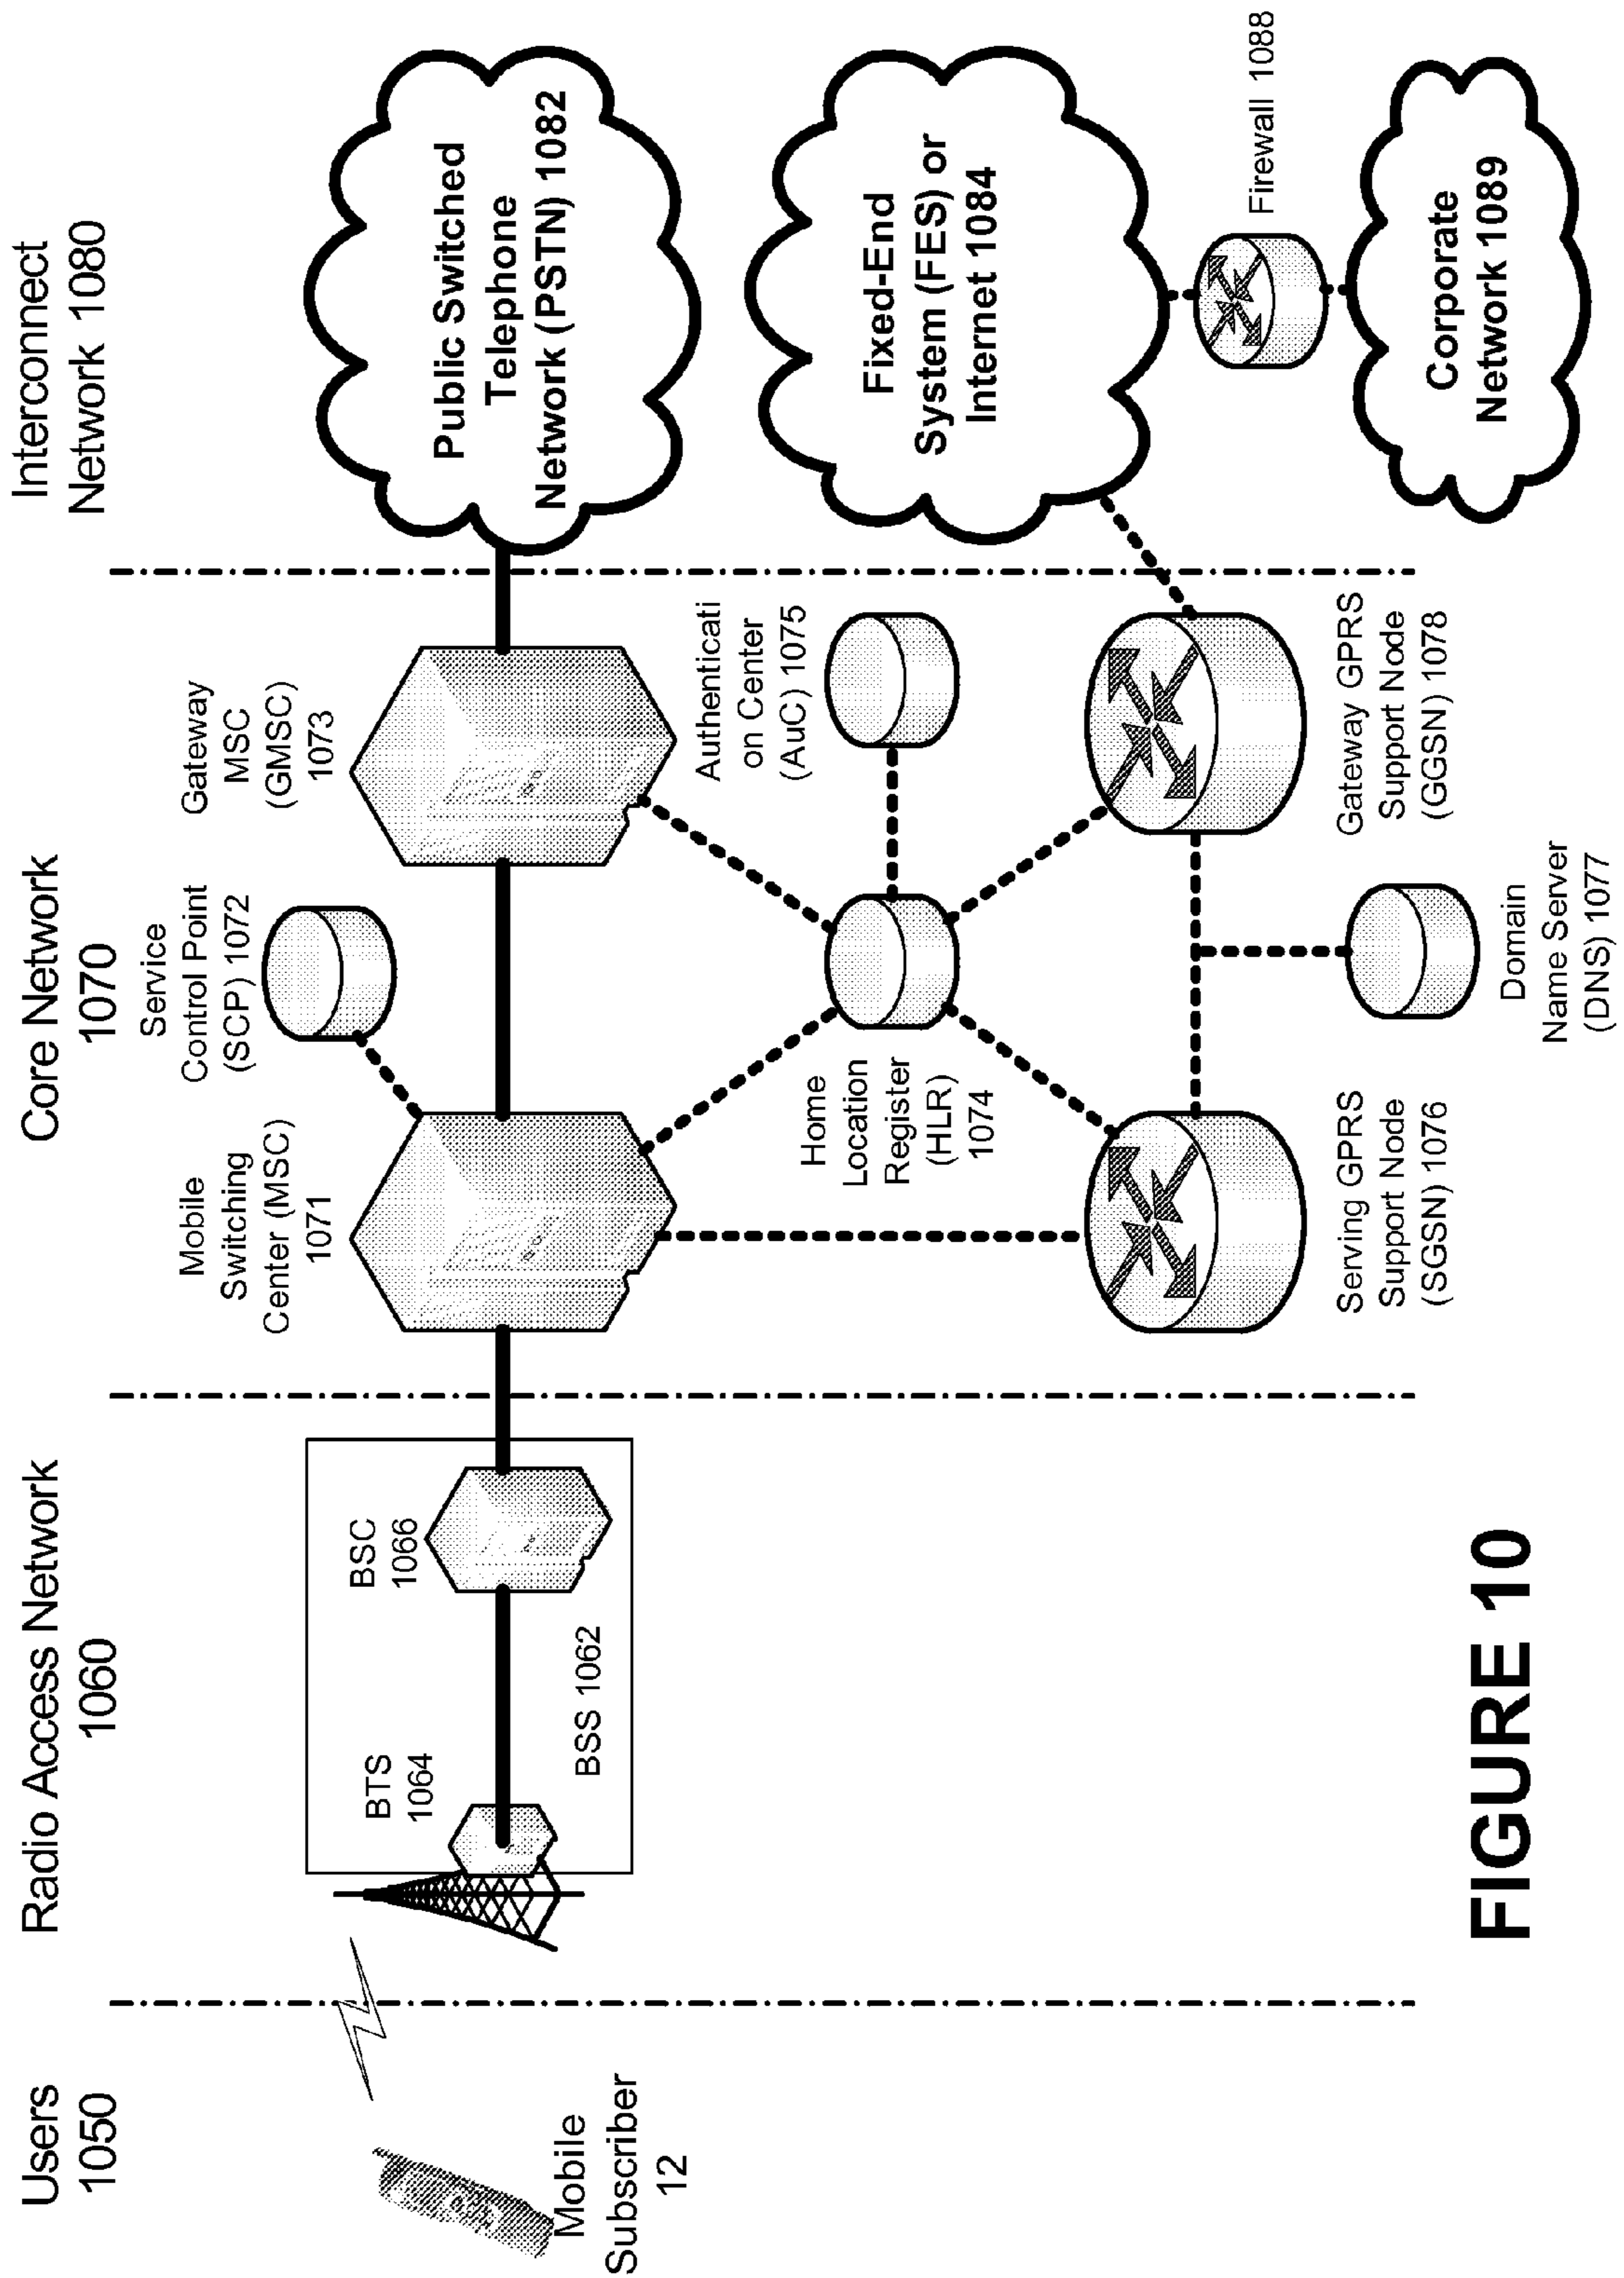 Users
1050
Radio Access Network
1060
Core Network
1070
Interconnect
Network 1080
Mobile
Subscriber
12
BTS
1064
BSC
1066
BSS 1062
Mobile
Switching
Center (MSC)
1071
Service
Control Point
(SCP) 1072
Gateway
MSC
(GMSC)
1073
Public Switched
Telephone
Network (PSTN) 1082
Home
Location
Register
(HLR)
1074
Authenticati
on Center
(AuC) 1075
Fixed-End
System (FES) or
Internet 1084
Serving GPRS
Support Node
(SGSN) 1076
Domain
Name Server
(DNS) 1077
Gateway GPRS
Support Node
(GGSN) 1078
Firewall 1088
Corporate
Network 1089
FIGURE 10